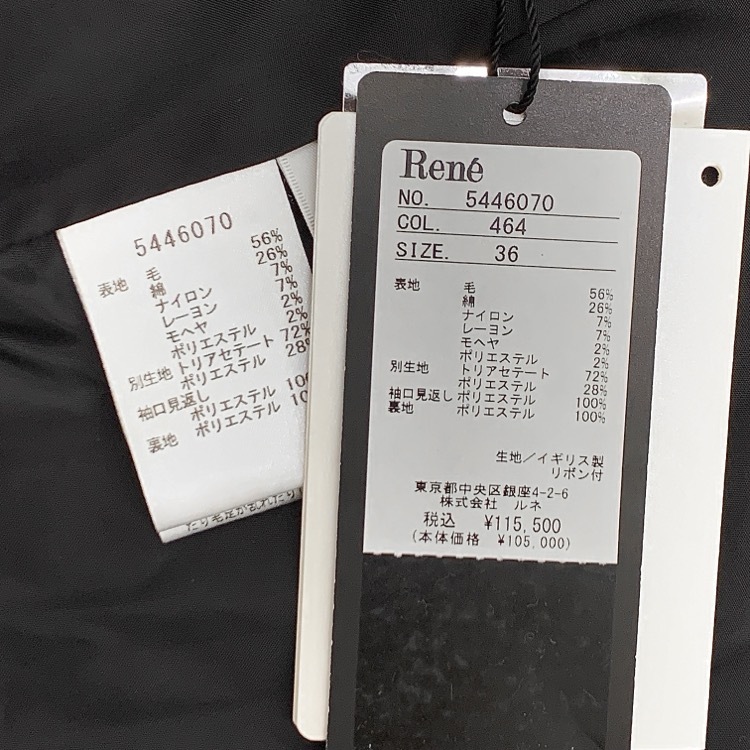 5446070
表地 毛 56%
綿 26%
ナイロン 7%
レーヨン 7%
モヘヤ 2%
ポリエステル 2%
別生地 トリアセテート 72%
ポリエステル 28%
袖口見返し ポリエステル 100
裏地 ポリエステル 10
René
NO. 5446070
COL. 464
SIZE. 36
表地 毛 56%
綿 26%
ナイロン 7%
レーヨン 7%
モヘヤ 2%
ポリエステル 2%
別生地 トリアセテート 72%
ポリエステル 28%
袖口見返し ポリエステル 100%
裏地 ポリエステル 100%
生地/イギリス製
リボン付
東京都中央区銀座4-2-6
株式会社 ルネ
税込 ¥115,500
(本体価格 ¥105,000)